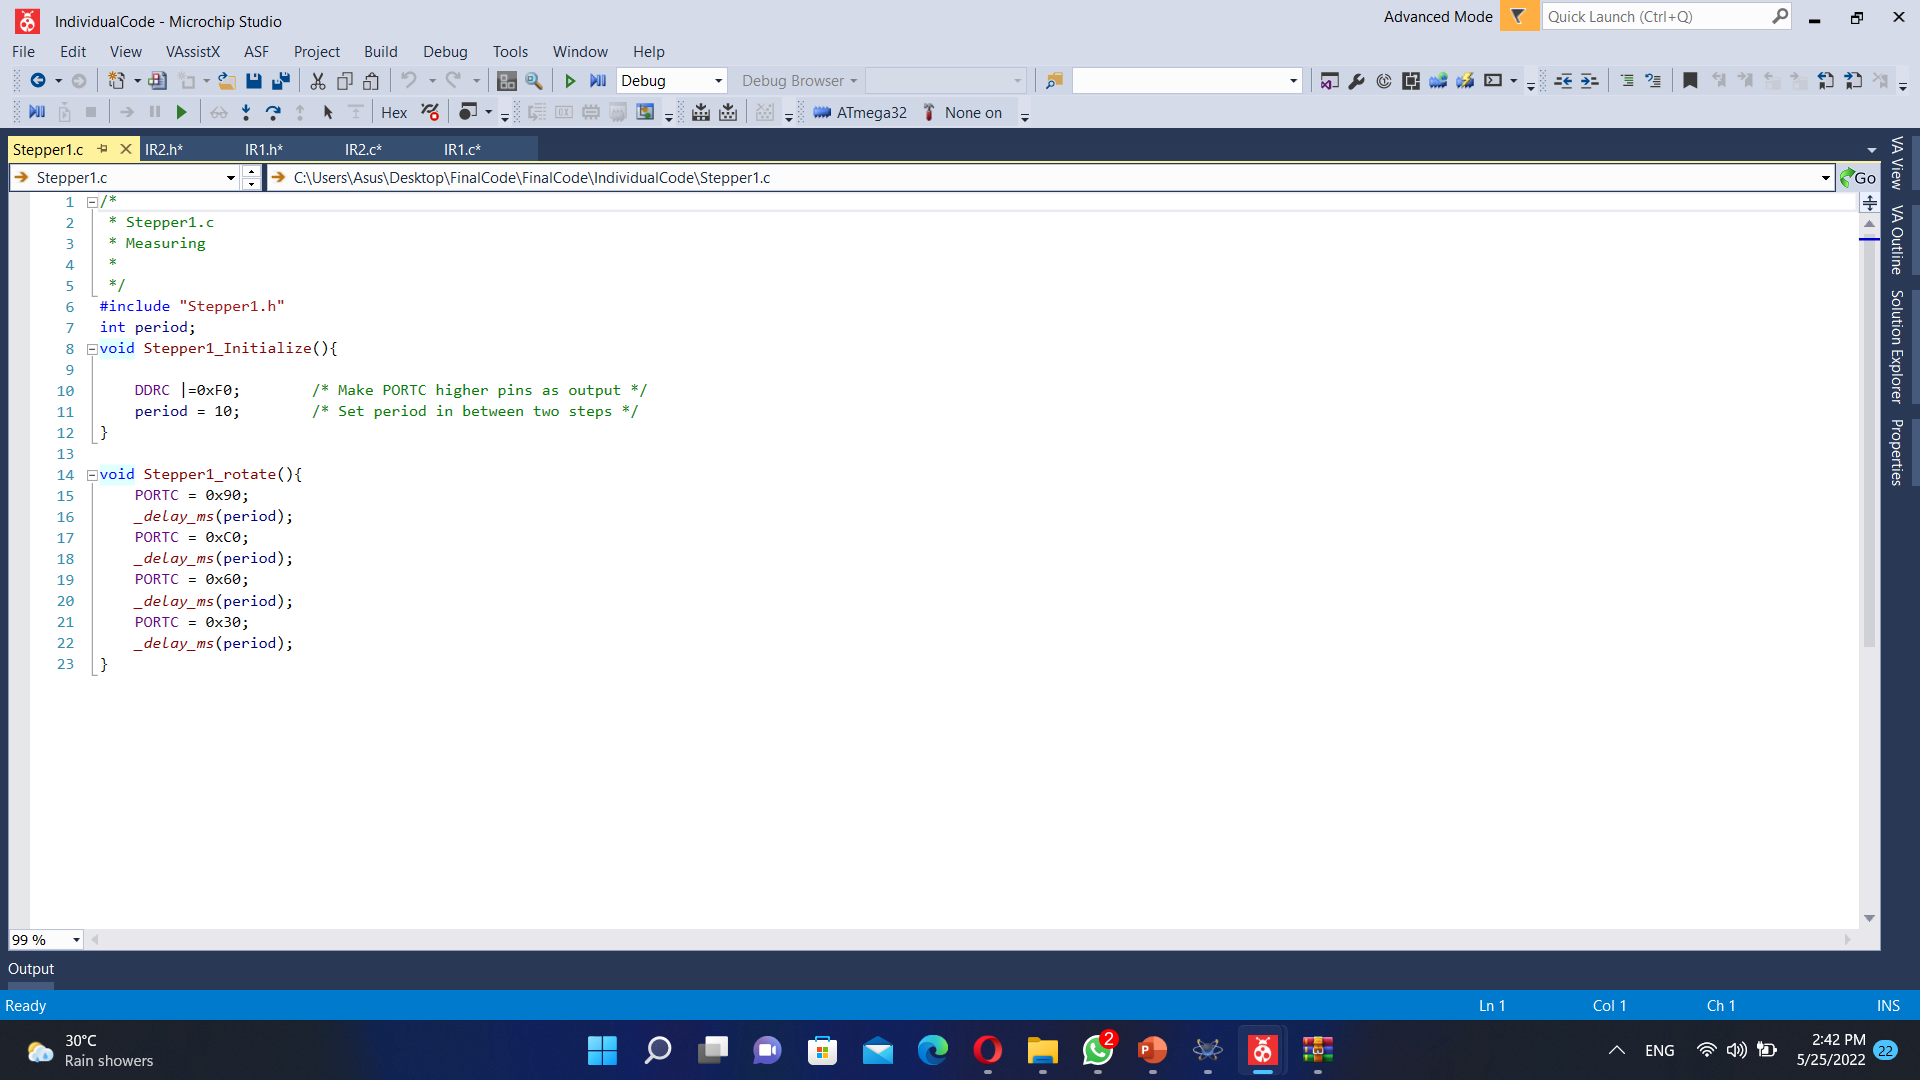 IndividualCode - Microchip Studio
Advanced Mode
Quick Launch (Ctrl+Q)
File Edit View VAssistX ASF Project Build Debug Tools Window Help
Debug Debug Browser
Hex ATmega32 None on
Stepper1.c IR2.h* IR1.h* IR2.c* IR1.c*
Stepper1.c C:\Users\Asus\Desktop\FinalCode\FinalCode\IndividualCode\Stepper1.c Go
1 /*
2 * Stepper1.c
3 * Measuring
4 *
5 */
6 #include "Stepper1.h"
7 int period;
8 void Stepper1_Initialize(){
9
10 DDRC |=0xF0; /* Make PORTC higher pins as output */
11 period = 10; /* Set period in between two steps */
12 }
13
14 void Stepper1_rotate(){
15 PORTC = 0x90;
16 _delay_ms(period);
17 PORTC = 0xC0;
18 _delay_ms(period);
19 PORTC = 0x60;
20 _delay_ms(period);
21 PORTC = 0x30;
22 _delay_ms(period);
23 }
VA View
VA Outline
Solution Explorer
Properties
99 %
Output
Ready Ln 1 Col 1 Ch 1 INS
30°C
Rain showers
2
ENG
2:42 PM
5/25/2022
22